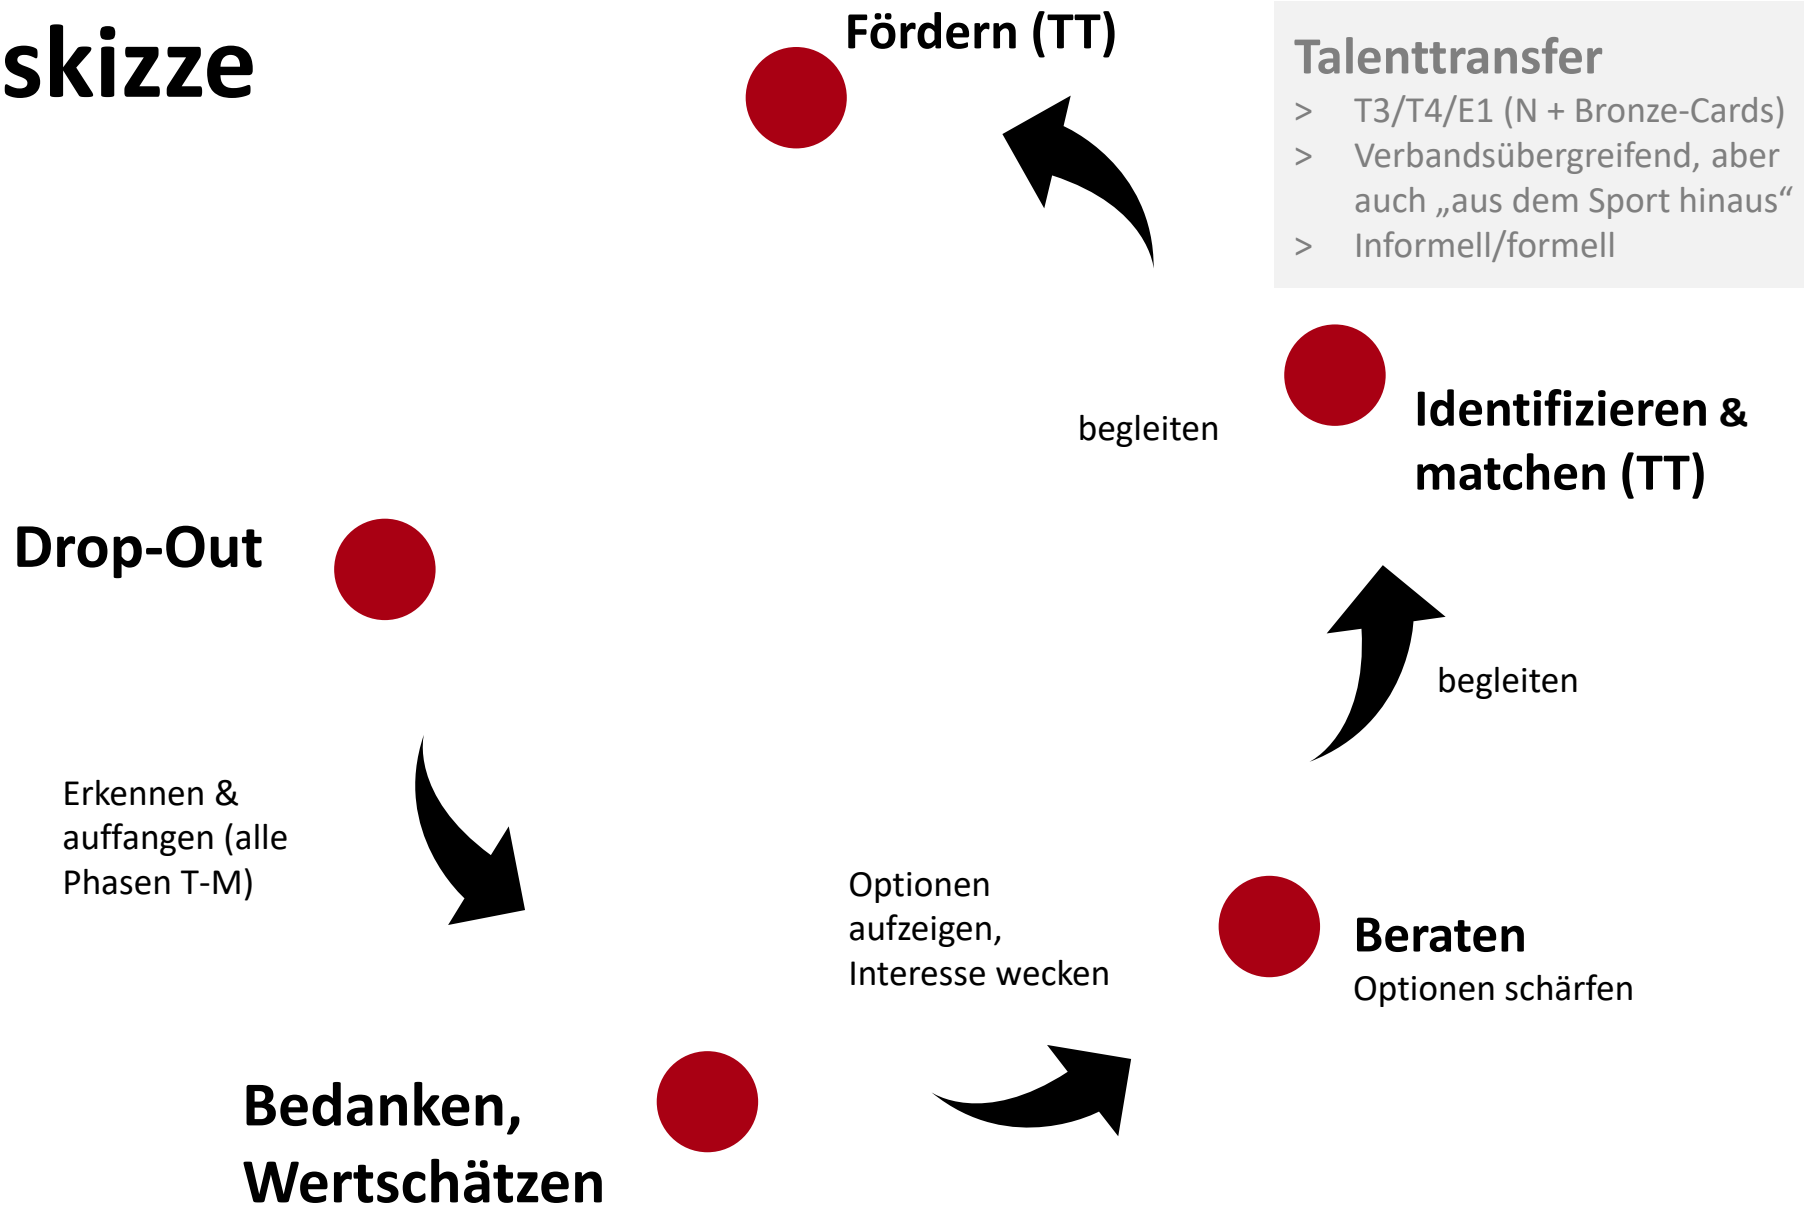 skizze
Fördern (TT)
Talenttransfer
> T3/T4/E1 (N + Bronze-Cards)
> Verbandsübergreifend, aber
auch „aus dem Sport hinaus“
> Informell/formell
begleiten
Identifizieren &
matchen (TT)
Drop-Out
begleiten
Erkennen &
auffangen (alle
Phasen T-M)
Optionen
aufzeigen,
Interesse wecken
Beraten
Optionen schärfen
Bedanken,
Wertschätzen